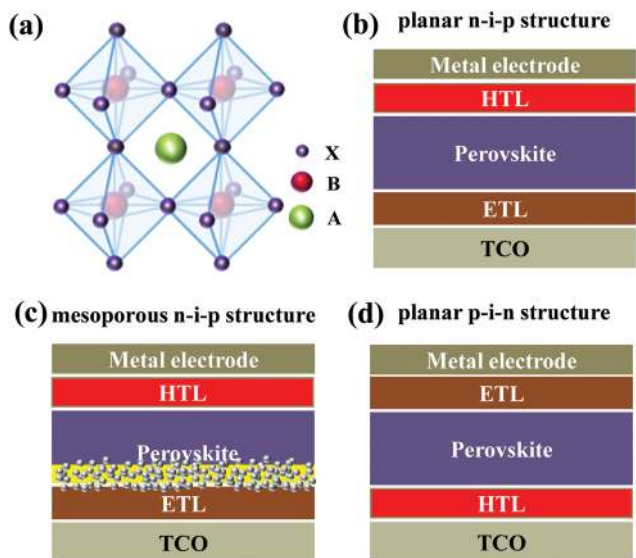 (a)
X
B
A
(b) planar n-i-p structure
Metal electrode
HTL
Perovskite
ETL
TCO
(c) mesoporous n-i-p structure
Metal electrode
HTL
Perovskite
ETL
TCO
(d) planar p-i-n structure
Metal electrode
ETL
Perovskite
HTL
TCO